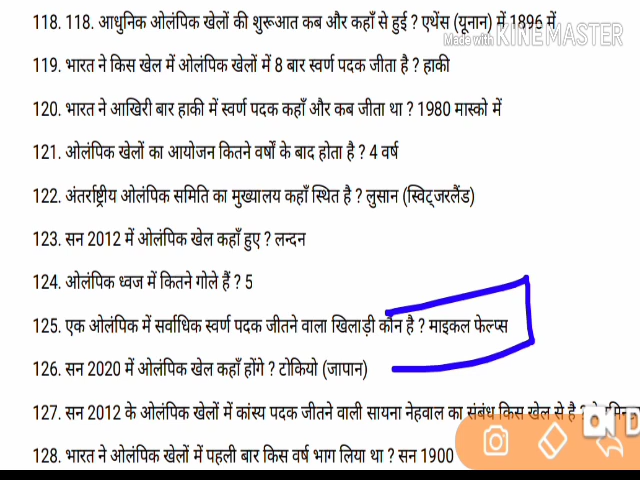 118. 118. आधुनिक ओलंपिक खेलों की शुरूआत कब और कहाँ से हुई ? एथेंस (यूनान) में 1896 में
Made with KINEMASTER
119. भारत ने किस खेल में ओलंपिक खेलों में 8 बार स्वर्ण पदक जीता है ? हाकी
120. भारत ने आखिरी बार हाकी में स्वर्ण पदक कहाँ और कब जीता था ? 1980 मास्को में
121. ओलंपिक खेलों का आयोजन कितने वर्षों के बाद होता है ? 4 वर्ष
122. अंतर्राष्ट्रीय ओलंपिक समिति का मुख्यालय कहाँ स्थित है ? लुसान (स्विट्जरलैंड)
123. सन 2012 में ओलंपिक खेल कहाँ हुए ? लन्दन
124. ओलंपिक ध्वज में कितने गोले हैं ? 5
125. एक ओलंपिक में सर्वाधिक स्वर्ण पदक जीतने वाला खिलाड़ी कौन है ? माइकल फेल्प्स
126. सन 2020 में ओलंपिक खेल कहाँ होंगे ? टोकियो (जापान)
127. सन 2012 के ओलंपिक खेलों में कांस्य पदक जीतने वाली सायना नेहवाल का संबंध किस खेल से है ?
128. भारत ने ओलंपिक खेलों में पहली बार किस वर्ष भाग लिया था ? सन 1900